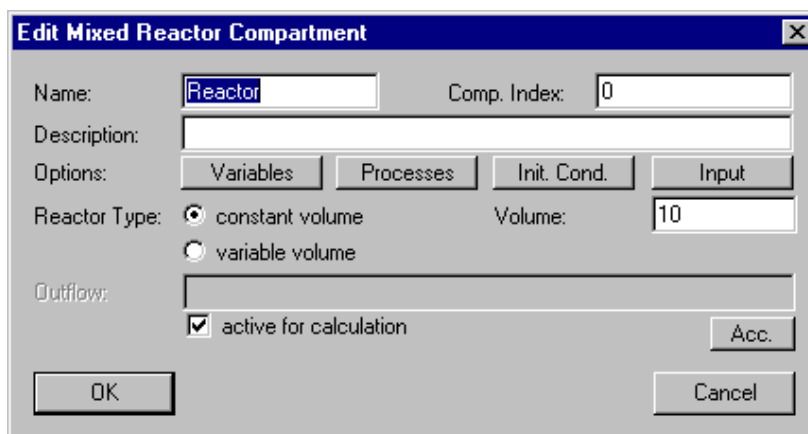 Edit Mixed Reactor Compartment
Name: Reactor Comp. Index: 0
Description:
Options: Variables Processes Init. Cond. Input
Reactor Type: constant volume Volume: 10
variable volume
Outflow:
active for calculation
Acc.
OK Cancel